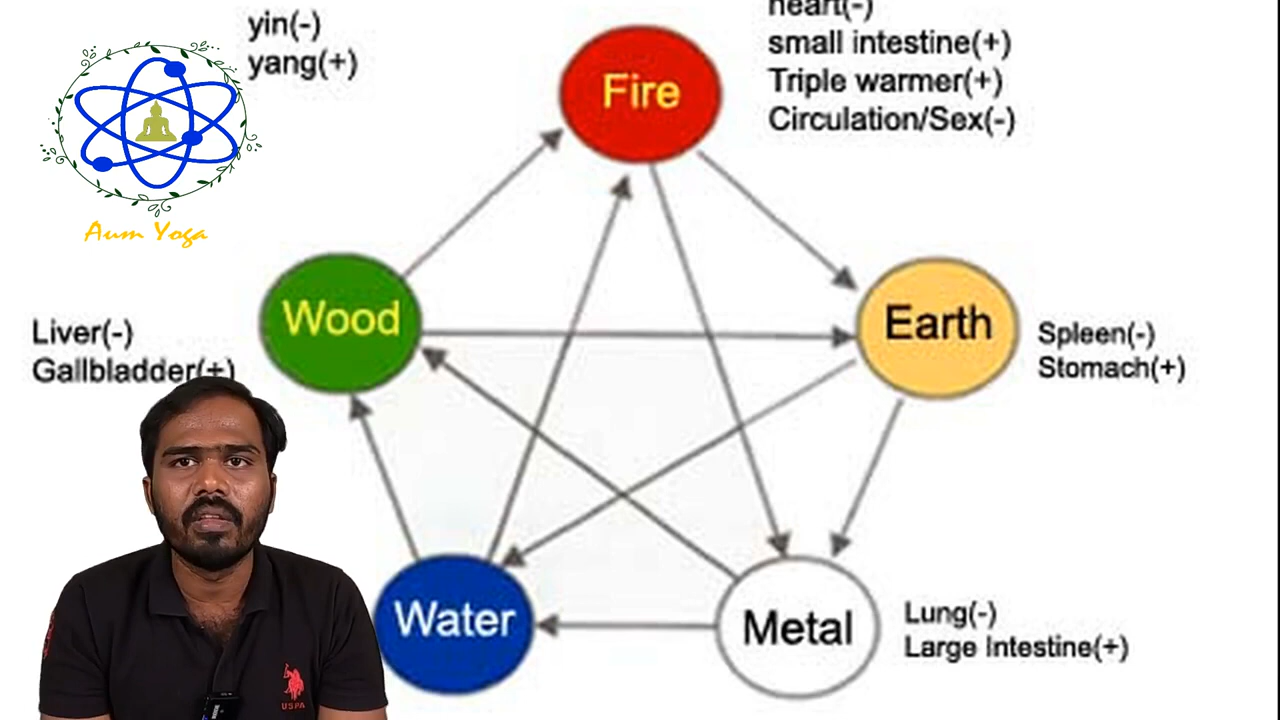 yin(-)
yang(+)
heart(-)
small intestine(+)
Triple warmer(+)
Circulation/Sex(-)
Fire
Aum Yoga
Wood
Earth
Liver(-)
Gallbladder(+)
Spleen(-)
Stomach(+)
Water
Metal
Lung(-)
Large Intestine(+)
USPA